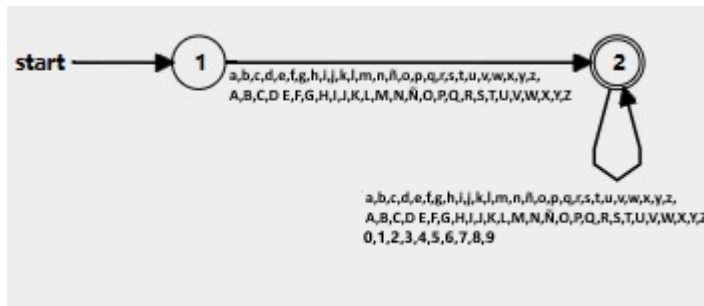 start
1
2
a,b,c,d,e,f,g,h,i,j,k,l,m,n,ñ,o,p,q,r,s,t,u,v,w,x,y,z,
A,B,C,D E,F,G,H,I,J,K,L,M,N,Ñ,O,P,Q,R,S,T,U,V,W,X,Y,Z
a,b,c,d,e,f,g,h,i,j,k,l,m,n,ñ,o,p,q,r,s,t,u,v,w,x,y,z,
A,B,C,D E,F,G,H,I,J,K,L,M,N,Ñ,O,P,Q,R,S,T,U,V,W,X,Y,Z
0,1,2,3,4,5,6,7,8,9